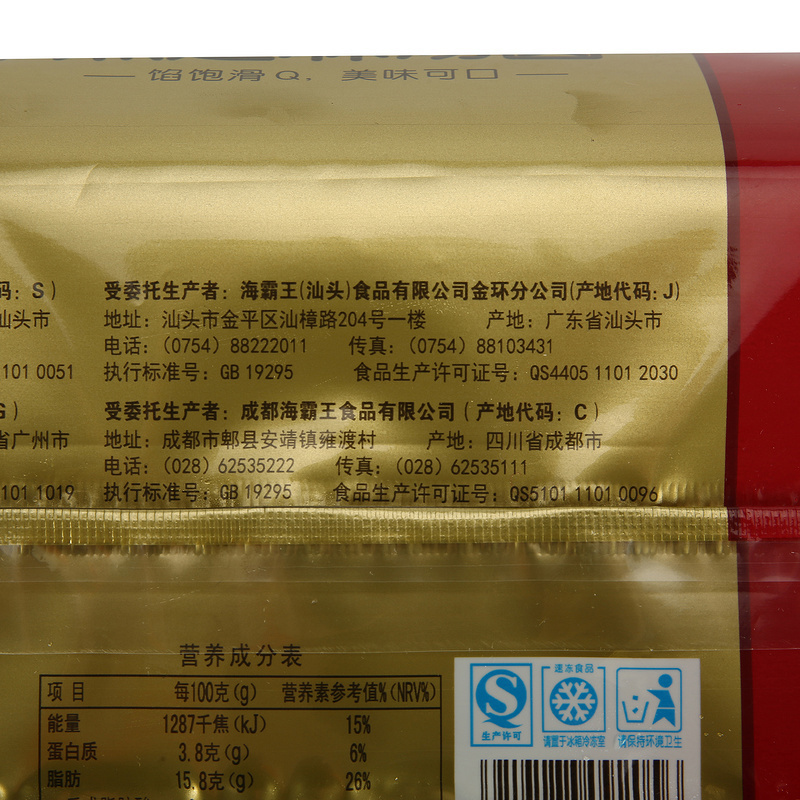 馅饱滑Q，美味可口
码：S）
汕头市
1101 0051
G）
省广州市
101 1019
受委托生产者：海霸王(汕头)食品有限公司金环分公司(产地代码：J)
地址：汕头市金平区汕樟路204号一楼 产地：广东省汕头市
电话：(0754) 88222011 传真：(0754) 88103431
执行标准号：GB 19295 食品生产许可证号：QS4405 1101 2030
受委托生产者：成都海霸王食品有限公司（产地代码：C）
地址：成都市郫县安靖镇雍渡村 产地：四川省成都市
电话：(028) 62535222 传真：(028) 62535111
执行标准号：GB 19295 食品生产许可证号：QS5101 1101 0096
营养成分表
项目 每100克(g) 营养素参考值%(NRV%)
能量 1287千焦(kJ) 15%
蛋白质 3.8克(g) 6%
脂肪 15.8克(g) 26%
生产许可
速冻食品
请置于冰箱冷冻室
请保持环境卫生